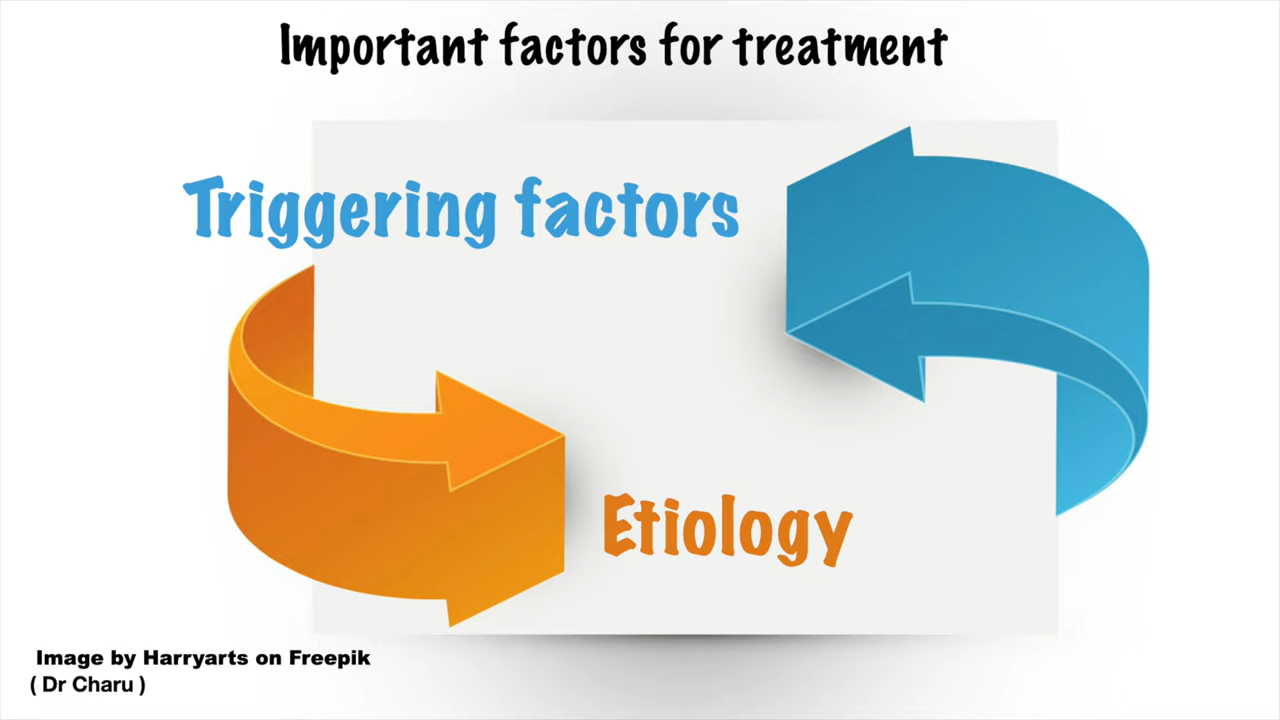 Important factors for treatment
Triggering factors
Etiology
Image by Harryarts on Freepik
( Dr Charu )